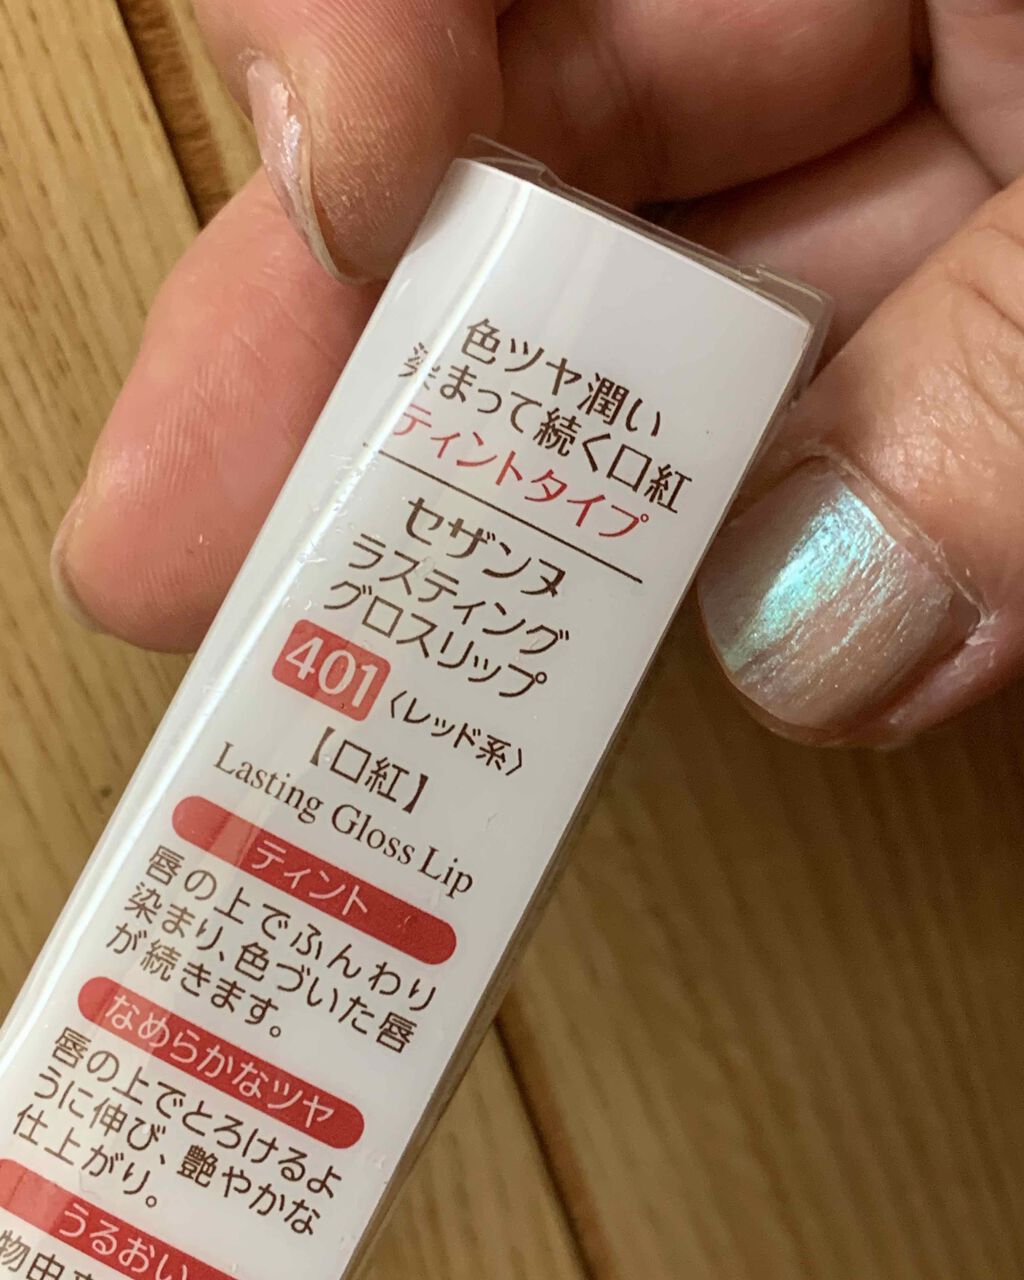 色ツヤ潤い
染まって続く口紅
ティントタイプ
セザンヌ
ラスティング
グロスリップ
401〈レッド系〉
【口紅】
Lasting Gloss Lip
ティント
唇の上でふんわり
染まり、色づいた唇
が続きます。
なめらかなツヤ
唇の上でとろけるよ
うに伸び、艶やかな
仕上がり。
うるおい